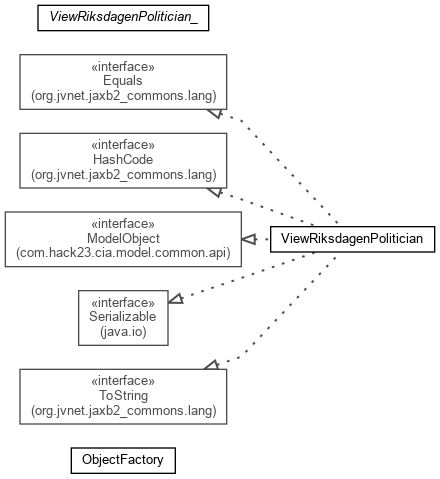 ViewRiksdagenPolitician_
«interface»
Equals
(org.jvnet.jaxb2_commons.lang)
«interface»
HashCode
(org.jvnet.jaxb2_commons.lang)
«interface»
ModelObject
(com.hack23.cia.model.common.api)
ViewRiksdagenPolitician
«interface»
Serializable
(java.io)
«interface»
ToString
(org.jvnet.jaxb2_commons.lang)
ObjectFactory